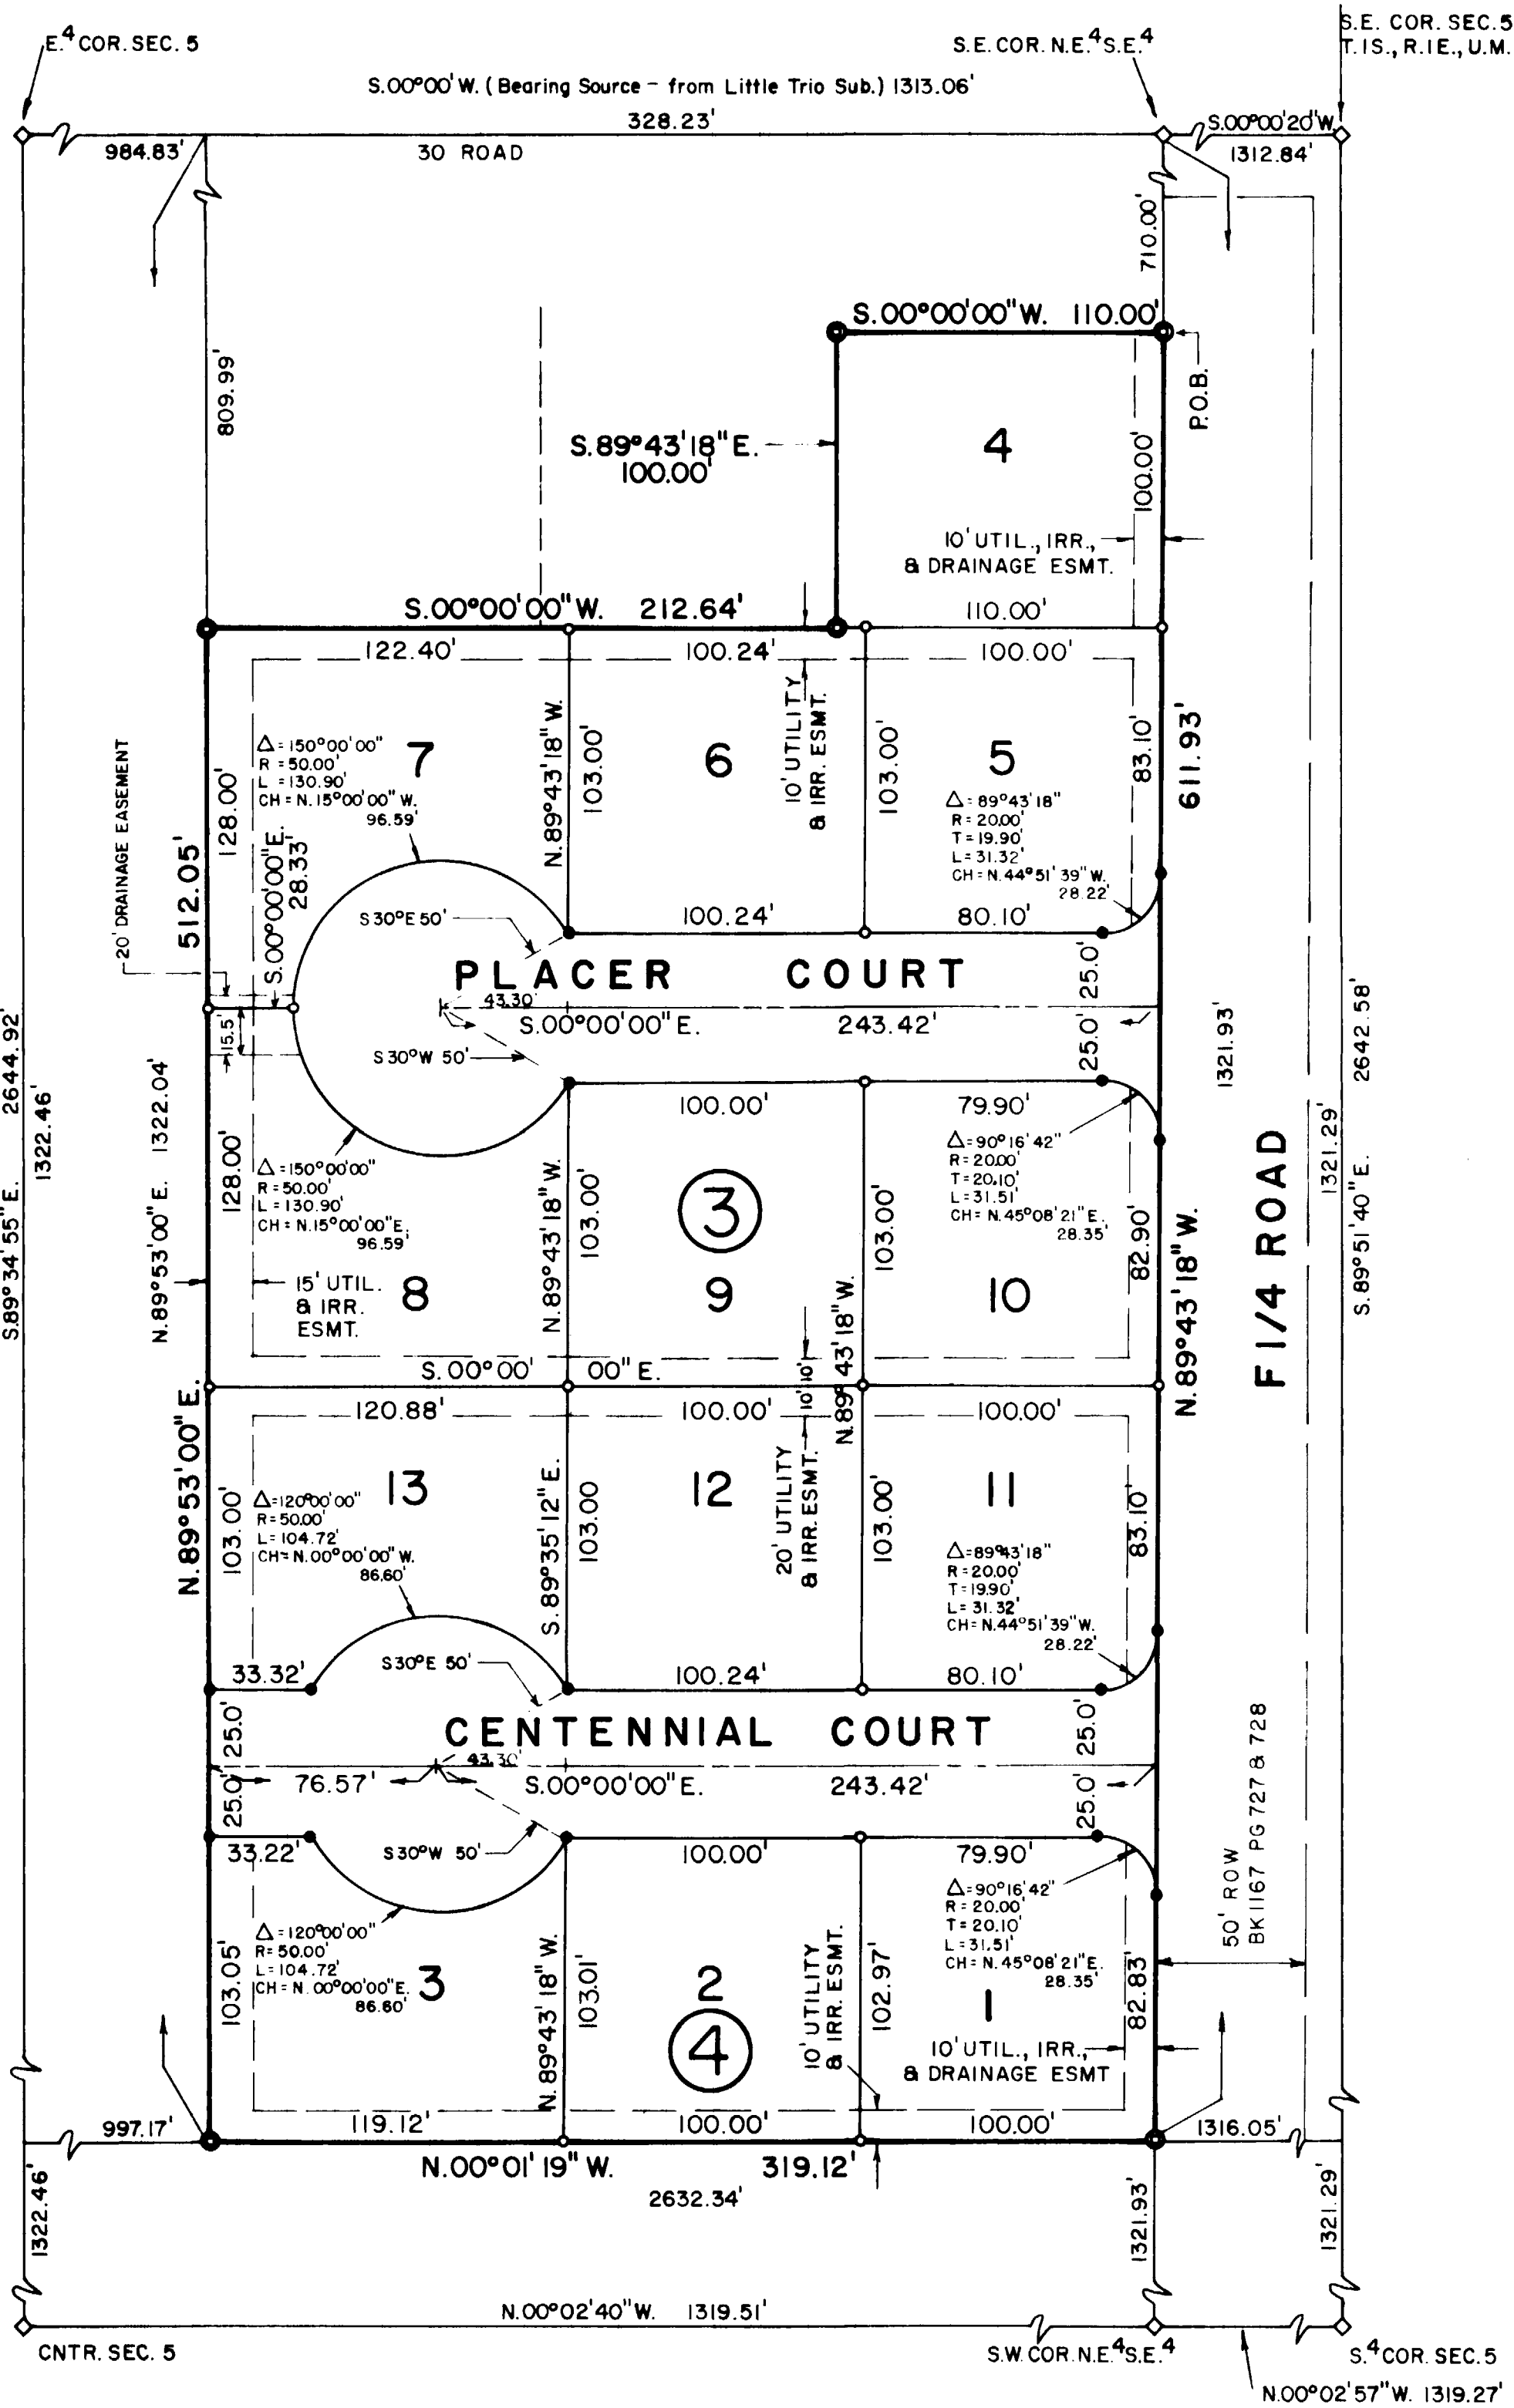 E.4 COR. SEC. 5
S.E. COR. N.E.4 S.E.4
S.E. COR. SEC. 5
T.1S., R.1E., U.M.
S.00°00' W. (Bearing Source - from Little Trio Sub.) 1313.06'
328.23'
S.00°00'20"W.
984.83'
30 ROAD
1312.84'
710.00'
S.00°00'00"W. 110.00'
P.O.B.
809.99'
S.89°43'18"E.
100.00'
4
100.00'
10' UTIL., IRR.,
& DRAINAGE ESMT.
S.00°00'00"W. 212.64'
110.00'
122.40'
100.24'
100.00'
N.89°43'18"W.
103.00'
10' UTILITY
& IRR. ESMT.
103.00'
83.10'
611.93'
7
6
5
Δ=150°00'00"
R=50.00'
L=130.90'
CH=N.15°00'00"W.
96.59'
Δ=89°43'18"
R=20.00'
T=19.90'
L=31.32'
CH=N.44°51'39"W.
28.22'
20' DRAINAGE EASEMENT
512.05'
128.00'
S.00°00'00"E.
28.33'
S30°E 50'
100.24'
80.10'
PLACER COURT
25.0'
43.30'
S.00°00'00"E.
243.42'
15.5'
S30°W 50'
25.0'
100.00'
79.90'
S.89°34'55"E. 2644.92'
1322.46'
N.89°53'00"E. 1322.04'
128.00'
Δ=150°00'00"
R=50.00'
L=130.90'
CH=N.15°00'00"E.
96.59'
N.89°43'18"W.
103.00'
3
103.00'
Δ=90°16'42"
R=20.00'
T=20.10'
L=31.51'
CH=N.45°08'21"E.
28.35'
82.90'
N.89°43'18"W.
1321.93'
F 1/4 ROAD
1321.29'
S.89°51'40"E. 2642.58'
15' UTIL.
& IRR.
ESMT.
8
9
10
N.89°43'18"W.
S.00°00'00"E.
10' 10'
N.89°53'00"E.
120.88'
100.00'
100.00'
13
12
11
103.00'
Δ=120°00'00"
R=50.00'
L=104.72'
CH=N.00°00'00"W.
86.60'
S.89°35'12"E.
103.00
20' UTILITY
& IRR. ESMT.
103.00'
83.10'
Δ=89°43'18"
R=20.00'
T=19.90'
L=31.32'
CH=N.44°51'39"W.
28.22'
33.32'
S30°E 50'
100.24'
80.10'
25.0'
CENTENNIAL COURT
25.0'
43.30'
76.57'
S.00°00'00"E.
243.42'
25.0'
25.0'
33.22'
S30°W 50'
100.00'
79.90'
50' ROW
BK1167 PG 727 & 728
Δ=120°00'00"
R=50.00'
L=104.72'
CH=N.00°00'00"E.
86.60'
103.05'
3
N.89°43'18"W.
103.01'
2
4
10' UTILITY
& IRR. ESMT.
102.97'
Δ=90°16'42"
R=20.00'
T=20.10'
L=31.51'
CH=N.45°08'21"E.
28.35'
1
82.83'
10' UTIL., IRR.,
& DRAINAGE ESMT
997.17'
119.12'
100.00'
100.00'
1316.05'
N.00°01'19"W. 319.12'
2632.34'
1322.46'
1321.93'
1321.29'
N.00°02'40"W. 1319.51'
CNTR. SEC. 5
S.W. COR. N.E.4 S.E.4
S.4 COR. SEC. 5
N.00°02'57"W. 1319.27'